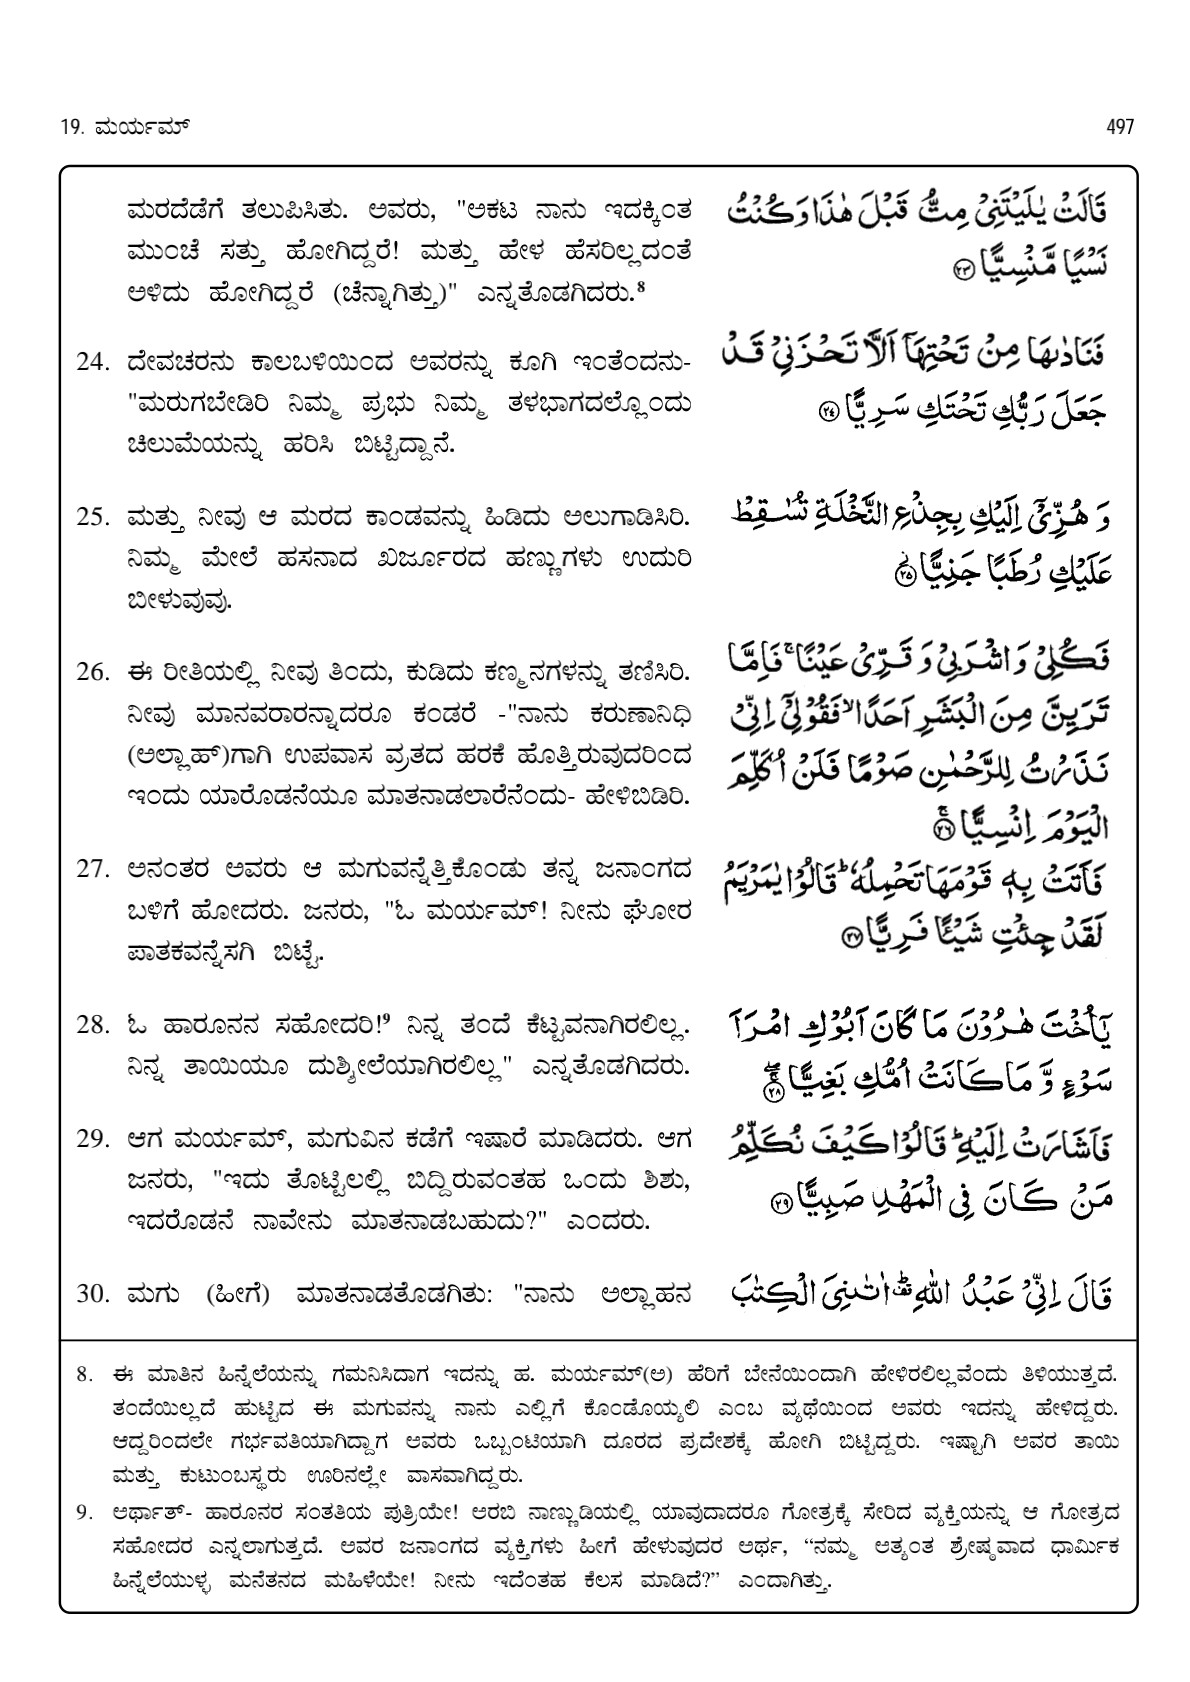 19. ಮರ್ಯಮ್
497
ಮರದೆಡೆಗೆ ತಲುಪಿಸಿತು. ಅವರು, "ಅಕಟ ನಾನು ಇದಕ್ಕಿಂತ
ಮುಂಚೆ ಸತ್ತು ಹೋಗಿದ್ದರೆ! ಮತ್ತು ಹೇಳ ಹೆಸರಿಲ್ಲದಂತೆ
ಅಳಿದು ಹೋಗಿದ್ದರೆ (ಚೆನ್ನಾಗಿತ್ತು)" ಎನ್ನತೊಡಗಿದರು.⁸
قَالَتْ يٰلَيْتَنِيْ مِتُّ قَبْلَ هٰذَا وَكُنْتُ
نَسْيًا مَّنْسِيًّا ۝٢٣
24. ದೇವಚರನು ಕಾಲಬಳಿಯಿಂದ ಅವರನ್ನು ಕೂಗಿ ಇಂತೆಂದನು-
"ಮರುಗಬೇಡಿರಿ ನಿಮ್ಮ ಪ್ರಭು ನಿಮ್ಮ ತಳಭಾಗದಲ್ಲೊಂದು
ಚಿಲುಮೆಯನ್ನು ಹರಿಸಿ ಬಿಟ್ಟಿದ್ದಾನೆ.
فَنَادٰىهَا مِنْ تَحْتِهَآ اَلَّا تَحْزَنِيْ قَدْ
جَعَلَ رَبُّكِ تَحْتَكِ سَرِيًّا ۝٢٤
25. ಮತ್ತು ನೀವು ಆ ಮರದ ಕಾಂಡವನ್ನು ಹಿಡಿದು ಅಲುಗಾಡಿಸಿರಿ.
ನಿಮ್ಮ ಮೇಲೆ ಹಸನಾದ ಖರ್ಜೂರದ ಹಣ್ಣುಗಳು ಉದುರಿ
ಬೀಳುವುವು.
وَ هُزِّيْٓ اِلَيْكِ بِجِذْعِ النَّخْلَةِ تُسٰقِطْ
عَلَيْكِ رُطَبًا جَنِيًّا ۝٢٥
26. ಈ ರೀತಿಯಲ್ಲಿ ನೀವು ತಿಂದು, ಕುಡಿದು ಕಣ್ಮನಗಳನ್ನು ತಣಿಸಿರಿ.
ನೀವು ಮಾನವರಾರನ್ನಾದರೂ ಕಂಡರೆ -"ನಾನು ಕರುಣಾನಿಧಿ
(ಅಲ್ಲಾಹ್)ಗಾಗಿ ಉಪವಾಸ ವ್ರತದ ಹರಕೆ ಹೊತ್ತಿರುವುದರಿಂದ
ಇಂದು ಯಾರೊಡನೆಯೂ ಮಾತನಾಡಲಾರೆನೆಂದು- ಹೇಳಿಬಿಡಿರಿ.
فَكُلِيْ وَ اشْرَبِيْ وَ قَرِّيْ عَيْنًا ۚ فَاِمَّا
تَرَيِنَّ مِنَ الْبَشَرِ اَحَدًا ۙ فَقُوْلِيْٓ اِنِّيْ
نَذَرْتُ لِلرَّحْمٰنِ صَوْمًا فَلَنْ اُكَلِّمَ
الْيَوْمَ اِنْسِيًّا ۝٢٦
27. ಅನಂತರ ಅವರು ಆ ಮಗುವನ್ನೆತ್ತಿಕೊಂಡು ತನ್ನ ಜನಾಂಗದ
ಬಳಿಗೆ ಹೋದರು. ಜನರು, "ಓ ಮರ್ಯಮ್! ನೀನು ಘೋರ
ಪಾತಕವನ್ನೆಸಗಿ ಬಿಟ್ಟೆ.
فَاَتَتْ بِهٖ قَوْمَهَا تَحْمِلُهٗ ؕ قَالُوْا يٰمَرْيَمُ
لَقَدْ جِئْتِ شَيْـًٔا فَرِيًّا ۝٢٧
28. ಓ ಹಾರೂನನ ಸಹೋದರಿ!⁹ ನಿನ್ನ ತಂದೆ ಕೆಟ್ಟವನಾಗಿರಲಿಲ್ಲ.
ನಿನ್ನ ತಾಯಿಯೂ ದುಶ್ಶೀಲೆಯಾಗಿರಲಿಲ್ಲ" ಎನ್ನತೊಡಗಿದರು.
يٰٓاُخْتَ هٰرُوْنَ مَا كَانَ اَبُوْكِ امْرَاَ
سَوْءٍ وَّ مَا كَانَتْ اُمُّكِ بَغِيًّا ۝٢٨
29. ಆಗ ಮರ್ಯಮ್, ಮಗುವಿನ ಕಡೆಗೆ ಇಷಾರೆ ಮಾಡಿದರು. ಆಗ
ಜನರು, "ಇದು ತೊಟ್ಟಿಲಲ್ಲಿ ಬಿದ್ದಿರುವಂತಹ ಒಂದು ಶಿಶು,
ಇದರೊಡನೆ ನಾವೇನು ಮಾತನಾಡಬಹುದು?" ಎಂದರು.
فَاَشَارَتْ اِلَيْهِ ؕ قَالُوْا كَيْفَ نُكَلِّمُ
مَنْ كَانَ فِي الْمَهْدِ صَبِيًّا ۝٢٩
30. ಮಗು (ಹೀಗೆ) ಮಾತನಾಡತೊಡಗಿತು: "ನಾನು ಅಲ್ಲಾಹನ
قَالَ اِنِّيْ عَبْدُ اللّٰهِ ؕ اٰتٰىنِيَ الْكِتٰبَ
8. ಈ ಮಾತಿನ ಹಿನ್ನೆಲೆಯನ್ನು ಗಮನಿಸಿದಾಗ ಇದನ್ನು ಹ. ಮರ್ಯಮ್(ಅ) ಹೆರಿಗೆ ಬೇನೆಯಿಂದಾಗಿ ಹೇಳಿರಲಿಲ್ಲವೆಂದು ತಿಳಿಯುತ್ತದೆ.
ತಂದೆಯಿಲ್ಲದೆ ಹುಟ್ಟಿದ ಈ ಮಗುವನ್ನು ನಾನು ಎಲ್ಲಿಗೆ ಕೊಂಡೊಯ್ಯಲಿ ಎಂಬ ವ್ಯಥೆಯಿಂದ ಅವರು ಇದನ್ನು ಹೇಳಿದ್ದರು.
ಆದ್ದರಿಂದಲೇ ಗರ್ಭವತಿಯಾಗಿದ್ದಾಗ ಅವರು ಒಬ್ಬಂಟಿಯಾಗಿ ದೂರದ ಪ್ರದೇಶಕ್ಕೆ ಹೋಗಿ ಬಿಟ್ಟಿದ್ದರು. ಇಷ್ಟಾಗಿ ಅವರ ತಾಯಿ
ಮತ್ತು ಕುಟುಂಬಸ್ಥರು ಊರಿನಲ್ಲೇ ವಾಸವಾಗಿದ್ದರು.
9. ಅರ್ಥಾತ್- ಹಾರೂನರ ಸಂತತಿಯ ಪುತ್ರಿಯೇ! ಅರಬಿ ನಾಣ್ಣುಡಿಯಲ್ಲಿ ಯಾವುದಾದರೂ ಗೋತ್ರಕ್ಕೆ ಸೇರಿದ ವ್ಯಕ್ತಿಯನ್ನು ಆ ಗೋತ್ರದ
ಸಹೋದರ ಎನ್ನಲಾಗುತ್ತದೆ. ಅವರ ಜನಾಂಗದ ವ್ಯಕ್ತಿಗಳು ಹೀಗೆ ಹೇಳುವುದರ ಅರ್ಥ, “ನಮ್ಮ ಅತ್ಯಂತ ಶ್ರೇಷ್ಠವಾದ ಧಾರ್ಮಿಕ
ಹಿನ್ನೆಲೆಯುಳ್ಳ ಮನೆತನದ ಮಹಿಳೆಯೇ! ನೀನು ಇದೆಂತಹ ಕೆಲಸ ಮಾಡಿದೆ?” ಎಂದಾಗಿತ್ತು.